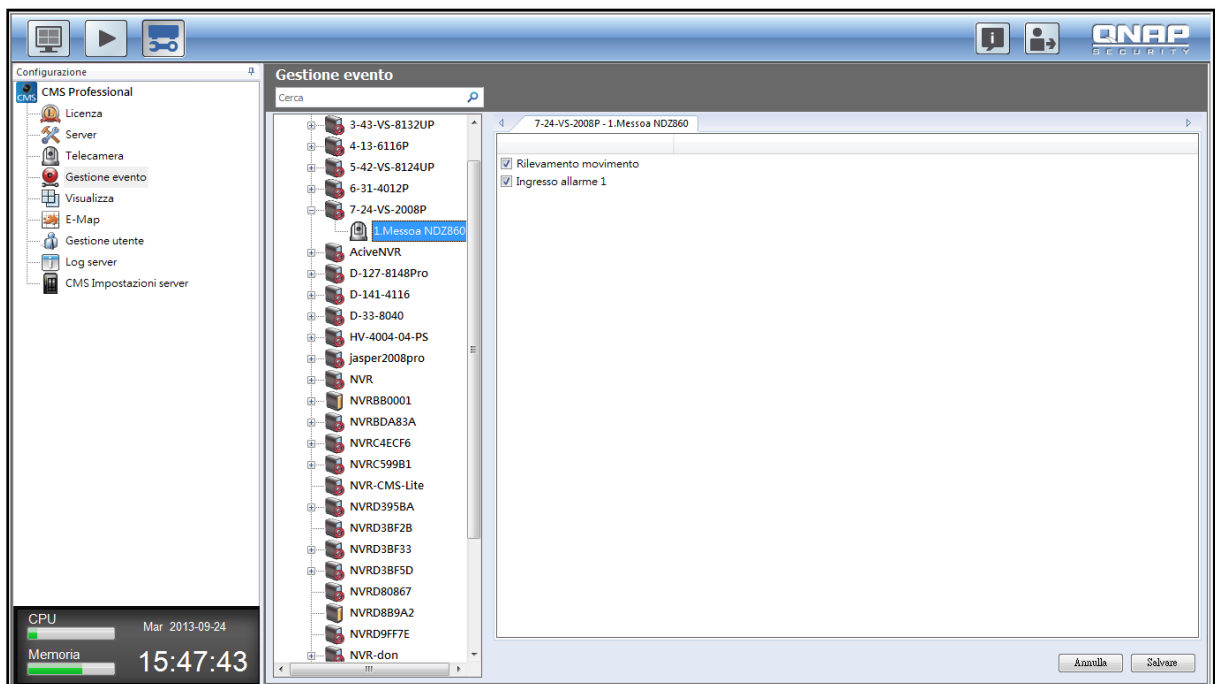 QNAP
SECURITY
Configurazione
CMS Professional
CMS
Licenza
Server
Telecamera
Gestione evento
Visualizza
E-Map
Gestione utente
Log server
CMS Impostazioni server
CPU
Mar 2013-09-24
Memoria
15:47:43
Gestione evento
Cerca
3-43-VS-8132UP
4-13-6116P
5-42-VS-8124UP
6-31-4012P
7-24-VS-2008P
1.Messoa NDZ860
AciveNVR
D-127-8148Pro
D-141-4116
D-33-8040
HV-4004-04-PS
jasper2008pro
NVR
NVRBB0001
NVRBDA83A
NVRC4ECF6
NVRC599B1
NVR-CMS-Lite
NVRD395BA
NVRD3BF2B
NVRD3BF33
NVRD3BF5D
NVRD80867
NVRD8B9A2
NVRD9FF7E
NVR-don
7-24-VS-2008P - 1.Messoa NDZ860
Rilevamento movimento
Ingresso allarme 1
Annulla
Salvare